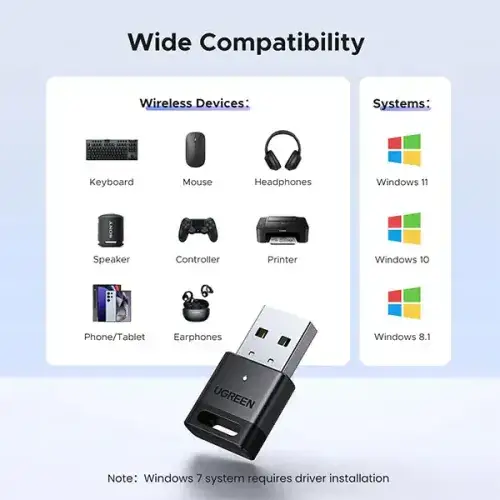 Wide Compatibility
Wireless Devices:
Systems:
Keyboard
Mouse
Headphones
Windows 11
SONY
Speaker
Controller
Printer
Windows 10
Phone/Tablet
Earphones
Windows 8.1
UGREEN
Note: Windows 7 system requires driver installation